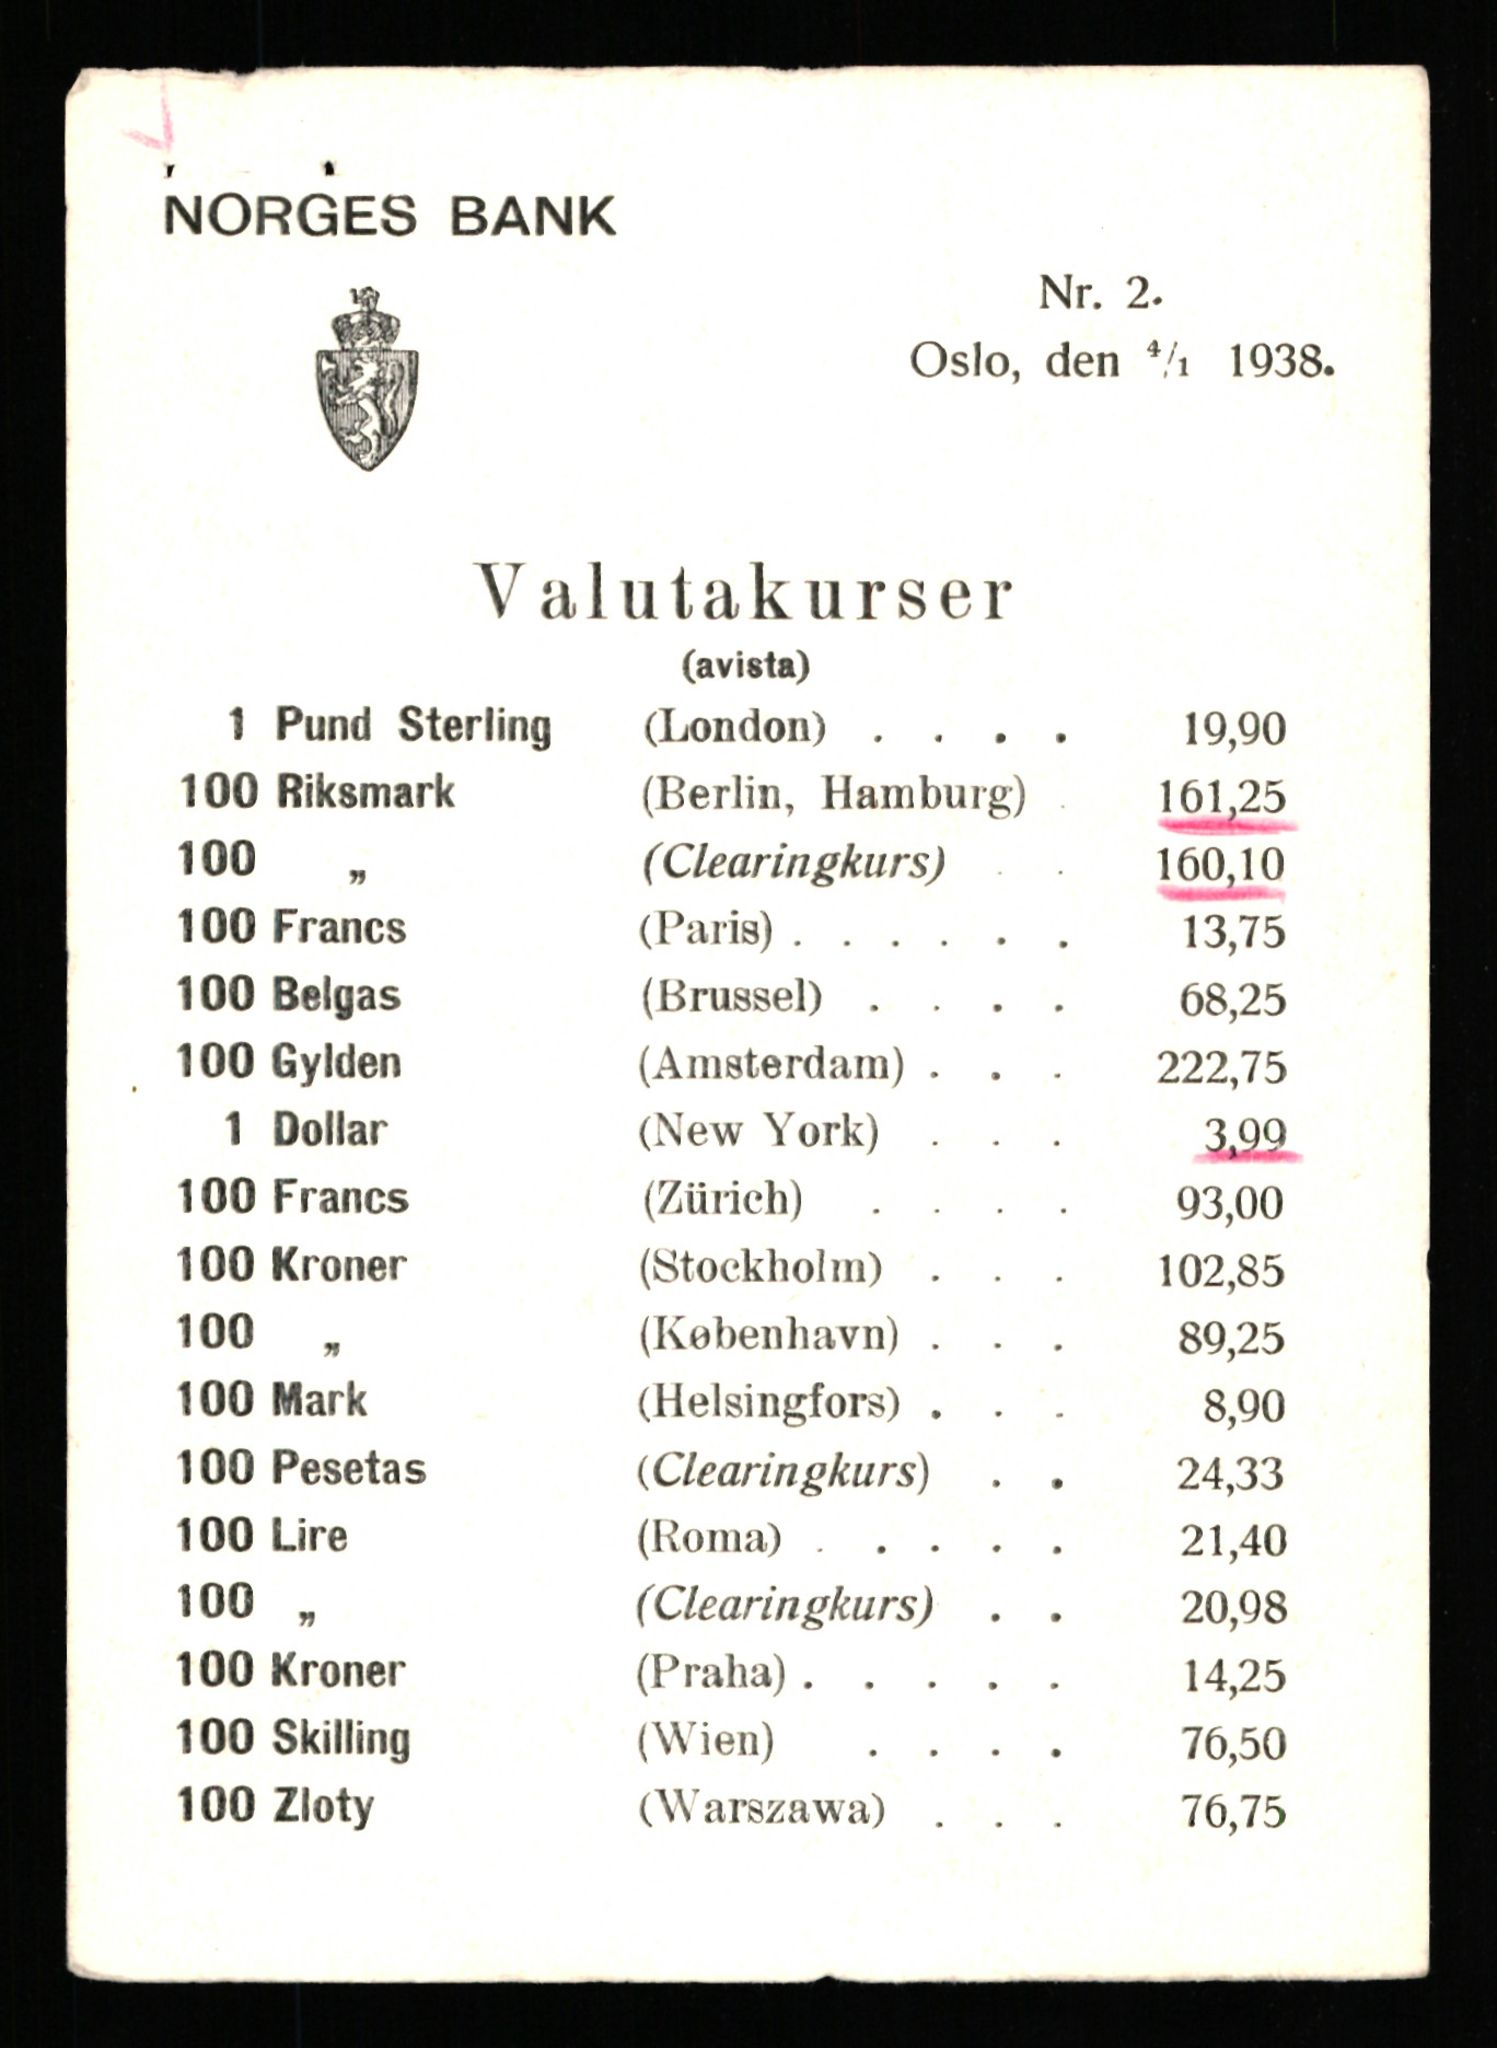 NORGES BANK
Nr. 2.
Oslo, den 4/1 1938.
Valutakurser
(avista)
1 Pund Sterling (London) . . . . 19,90
100 Riksmark (Berlin, Hamburg) . 161,25
100 „ (Clearingkurs) . . 160,10
100 Francs (Paris) . . . . . . 13,75
100 Belgas (Brussel) . . . . 68,25
100 Gylden (Amsterdam) . . . 222,75
1 Dollar (New York) . . . 3,99
100 Francs (Zürich) . . . . 93,00
100 Kroner (Stockholm) . . . 102,85
100 „ (København) . . . 89,25
100 Mark (Helsingfors) . . . 8,90
100 Pesetas (Clearingkurs) . . 24,33
100 Lire (Roma) . . . . . 21,40
100 „ (Clearingkurs) . . 20,98
100 Kroner (Praha) . . . . . 14,25
100 Skilling (Wien) . . . . 76,50
100 Zloty (Warszawa) . . . 76,75